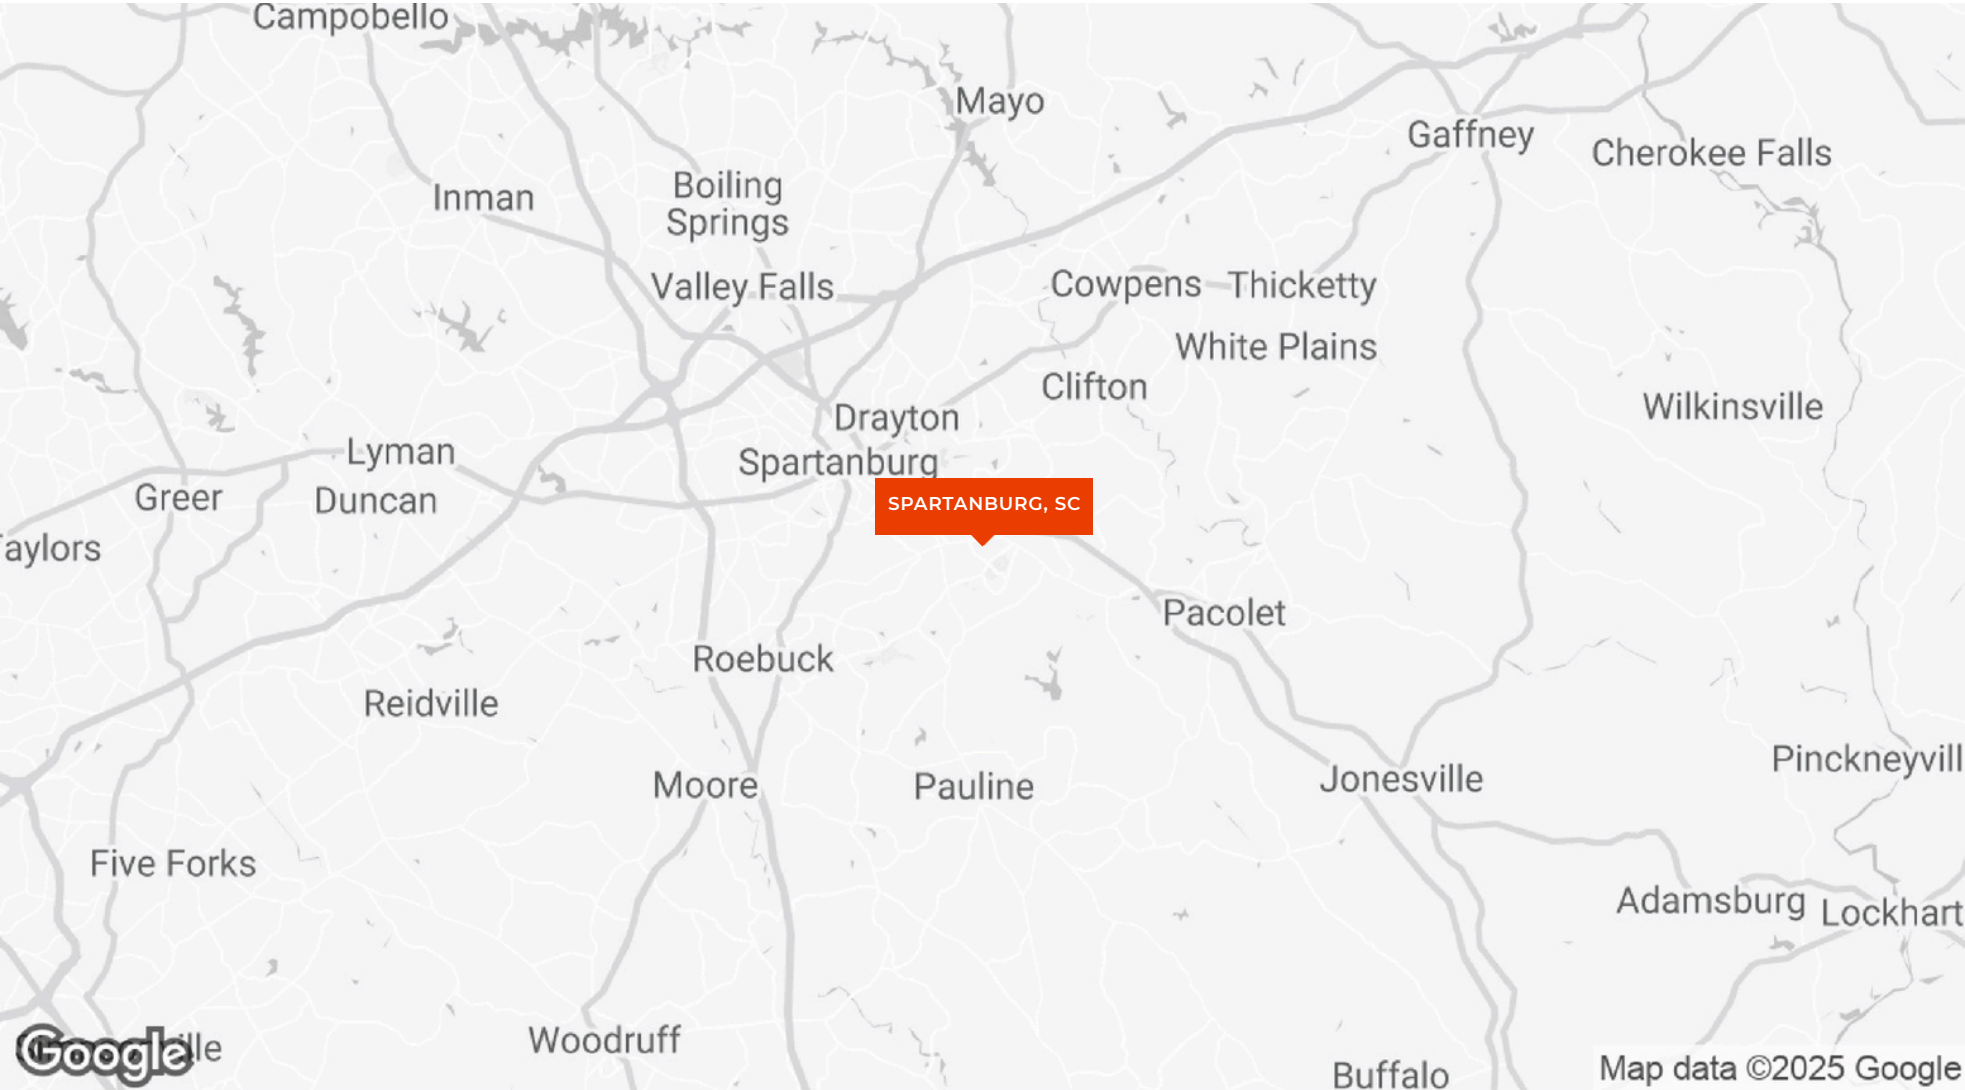 Campobello
Mayo
Gaffney
Cherokee Falls
Inman
Boiling
Springs
Valley Falls
Cowpens
Thicketty
White Plains
Clifton
Wilkinsville
Drayton
Lyman
Spartanburg
Greer
Duncan
SPARTANBURG, SC
aylors
Pacolet
Roebuck
Reidville
Moore
Pauline
Jonesville
Pinckneyvill
Five Forks
Adamsburg
Lockhart
Woodruff
Google
Buffalo
Map data ©2025 Google